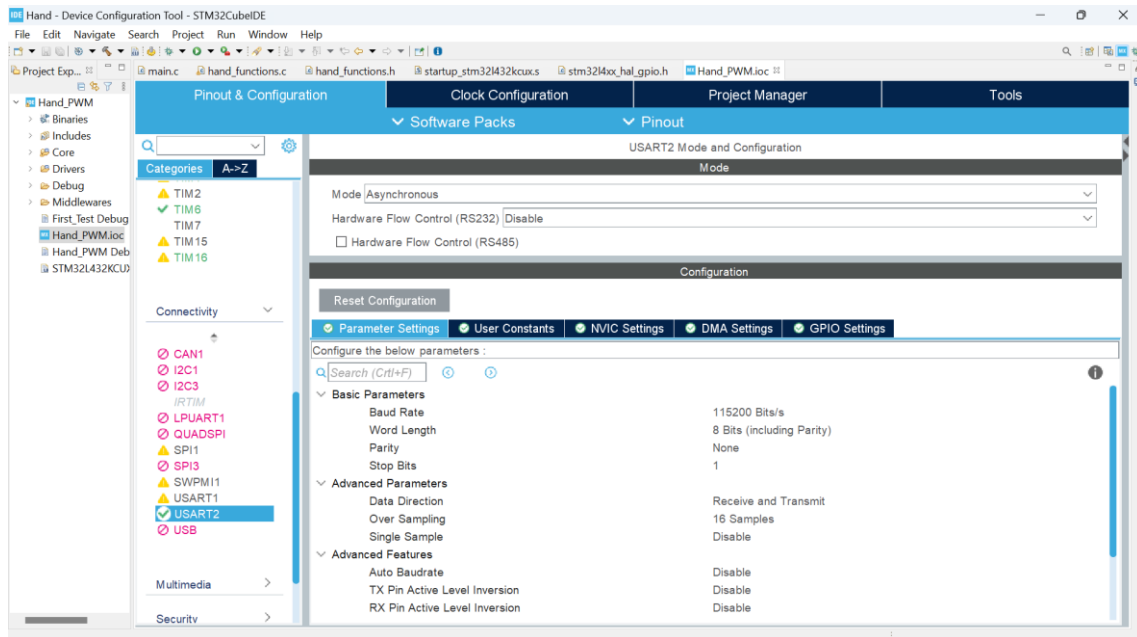 IDE Hand - Device Configuration Tool - STM32CubeIDE
File Edit Navigate Search Project Run Window Help
Project Exp...
main.c hand_functions.c hand_functions.h startup_stm32l432kcux.s stm32l4xx_hal_gpio.h Hand_PWM.ioc
Hand_PWM
Binaries
Includes
Core
Drivers
Debug
Middlewares
First_Test Debug
Hand_PWM.ioc
Hand_PWM Deb
STM32L432KCUX
Pinout & Configuration Clock Configuration Project Manager Tools
Software Packs Pinout
Categories A->Z
TIM2
TIM6
TIM7
TIM15
TIM16
Connectivity
CAN1
I2C1
I2C3
IRTIM
LPUART1
QUADSPI
SPI1
SPI3
SWPMI1
USART1
USART2
USB
Multimedia
Security
USART2 Mode and Configuration
Mode
Mode Asynchronous
Hardware Flow Control (RS232) Disable
Hardware Flow Control (RS485)
Configuration
Reset Configuration
Parameter Settings User Constants NVIC Settings DMA Settings GPIO Settings
Configure the below parameters :
Search (Crtl+F)
Basic Parameters
Baud Rate 115200 Bits/s
Word Length 8 Bits (including Parity)
Parity None
Stop Bits 1
Advanced Parameters
Data Direction Receive and Transmit
Over Sampling 16 Samples
Single Sample Disable
Advanced Features
Auto Baudrate Disable
TX Pin Active Level Inversion Disable
RX Pin Active Level Inversion Disable